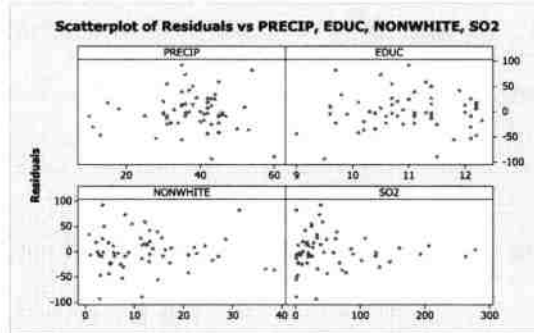 Scatterplot of Residuals vs PRECIP, EDUC, NONWHITE, SO2
PRECIP EDUC
100
50
0
-50
-100
20 40 60 9 10 11 12
Residuals
NONWHITE SO2
100
50
0
-50
-100
0 10 20 30 40 0 100 200 300